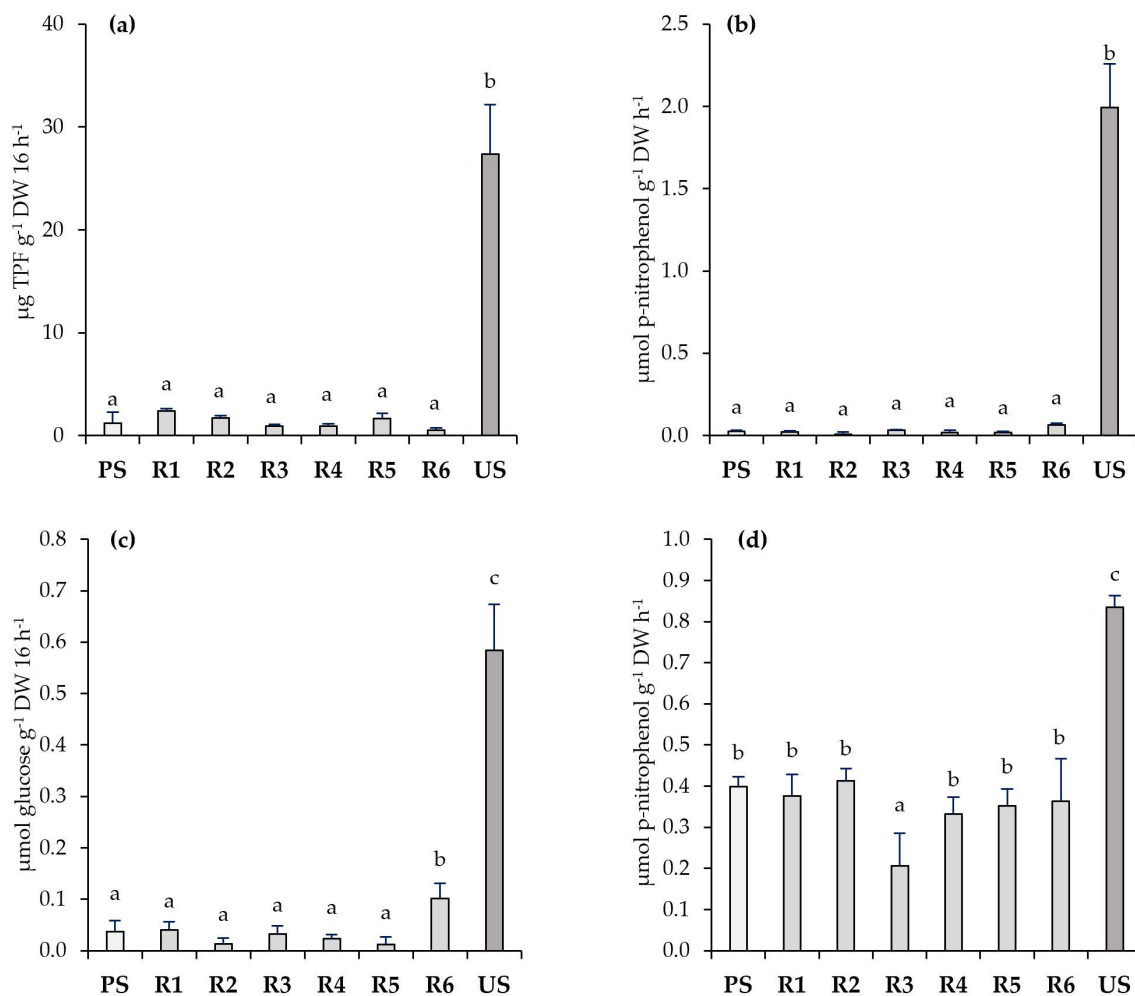 (a)
µg TPF g-1 DW 16 h-1
40
30
20
10
0
a a a a a a a b
PS R1 R2 R3 R4 R5 R6 US
(b)
µmol p-nitrophenol g-1 DW h-1
2.5
2.0
1.5
1.0
0.5
0.0
a a a a a a a b
PS R1 R2 R3 R4 R5 R6 US
(c)
µmol glucose g-1 DW 16 h-1
0.8
0.7
0.6
0.5
0.4
0.3
0.2
0.1
0.0
a a a a a a b c
PS R1 R2 R3 R4 R5 R6 US
(d)
µmol p-nitrophenol g-1 DW h-1
1.0
0.9
0.8
0.7
0.6
0.5
0.4
0.3
0.2
0.1
0.0
b b b a b b b c
PS R1 R2 R3 R4 R5 R6 US